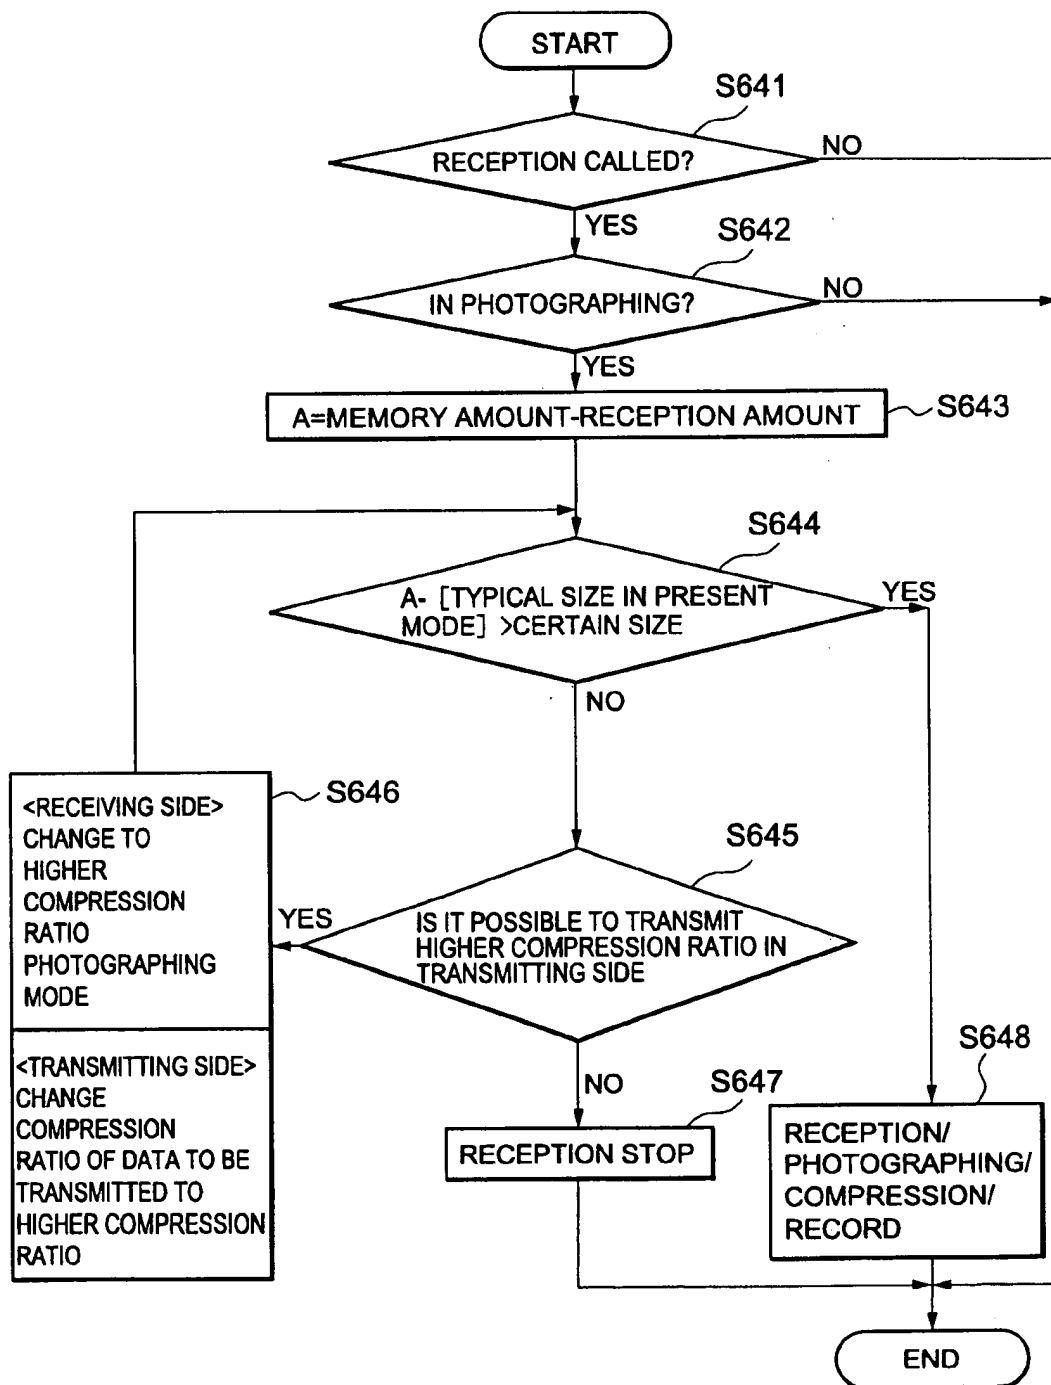 START
S641
RECEPTION CALLED?
NO
YES
S642
IN PHOTOGRAPHING?
NO
YES
A=MEMORY AMOUNT-RECEPTION AMOUNT
S643
S644
A- [TYPICAL SIZE IN PRESENT
MODE] >CERTAIN SIZE
YES
NO
S646
<RECEIVING SIDE>
CHANGE TO
HIGHER
COMPRESSION
RATIO
PHOTOGRAPHING
MODE
<TRANSMITTING SIDE>
CHANGE
COMPRESSION
RATIO OF DATA TO BE
TRANSMITTED TO
HIGHER COMPRESSION
RATIO
S645
YES
IS IT POSSIBLE TO TRANSMIT
HIGHER COMPRESSION RATIO IN
TRANSMITTING SIDE
NO
S647
RECEPTION STOP
S648
RECEPTION/
PHOTOGRAPHING/
COMPRESSION/
RECORD
END